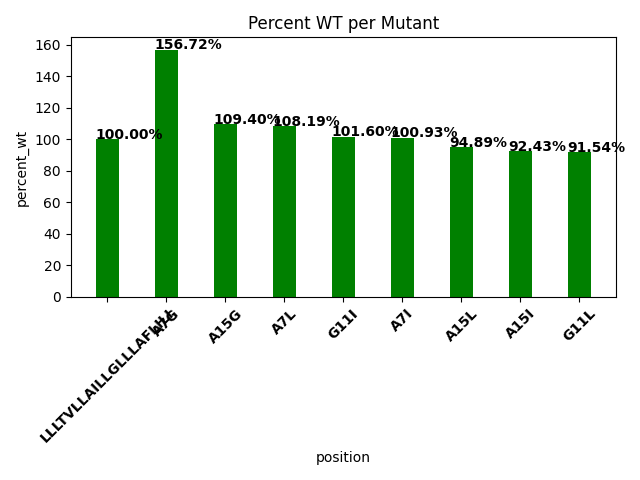 Percent WT per Mutant
156.72%
100.00%
109.40%
108.19%
101.60%
100.93%
94.89%
92.43%
91.54%
160
140
120
100
80
60
40
20
0
percent_wt
A7G
A15G
A7L
G11I
A7I
A15L
A15I
G11L
position